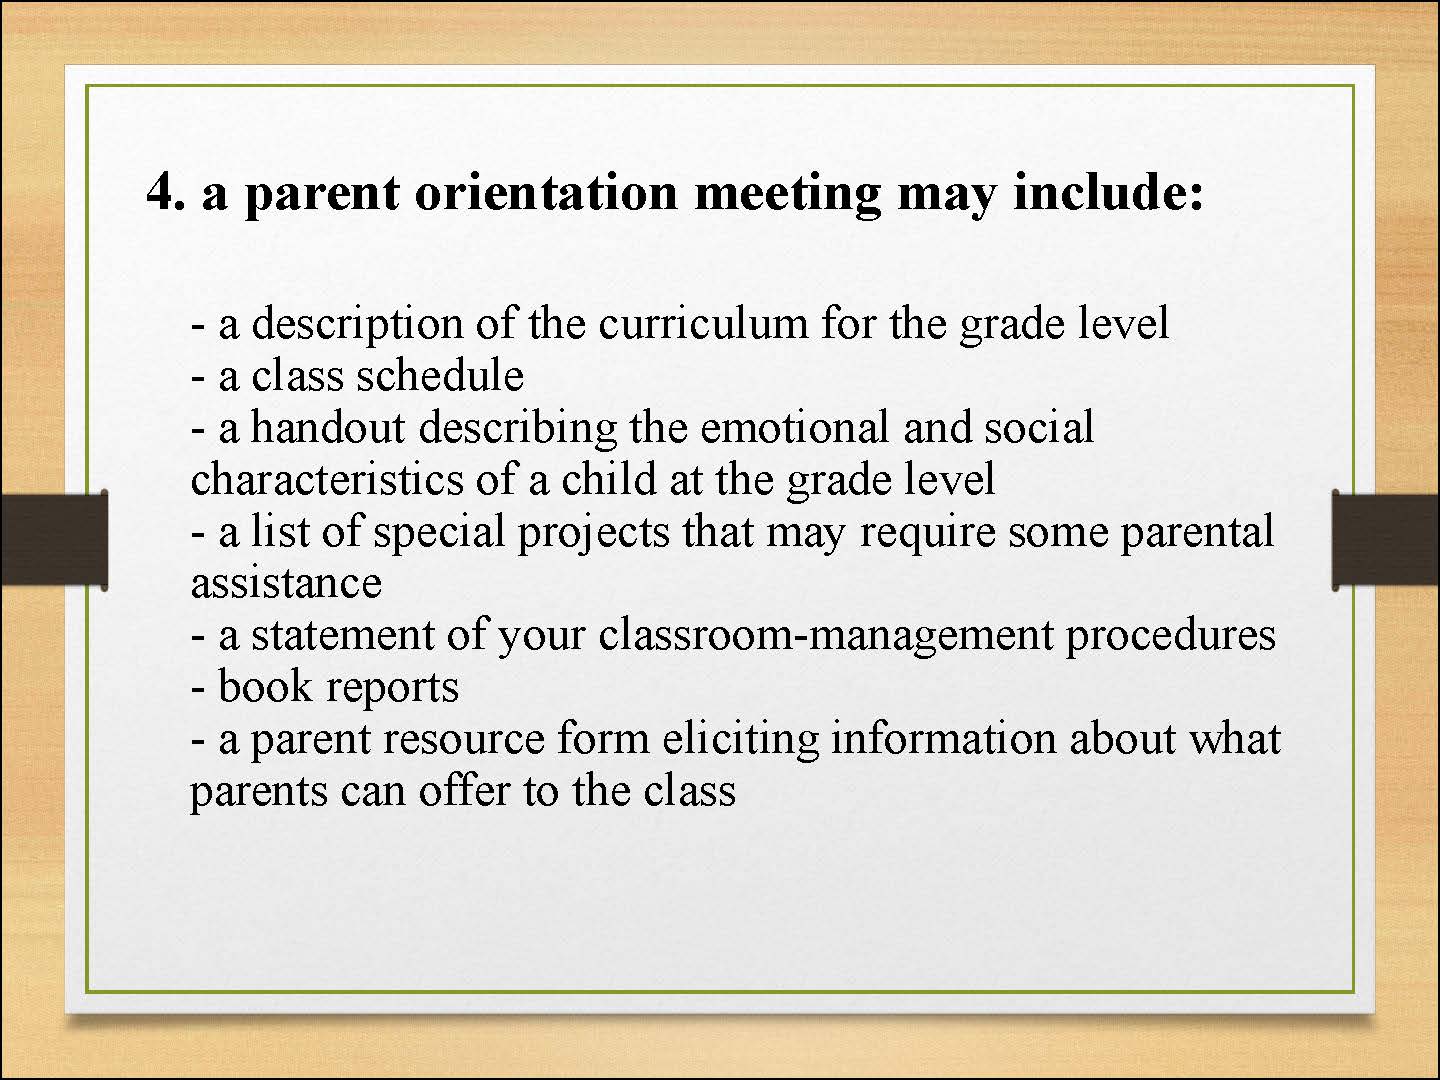 4. a parent orientation meeting may include:
- a description of the curriculum for the grade level
- a class schedule
- a handout describing the emotional and social
characteristics of a child at the grade level
- a list of special projects that may require some parental
assistance
- a statement of your classroom-management procedures
- book reports
- a parent resource form eliciting information about what
parents can offer to the class